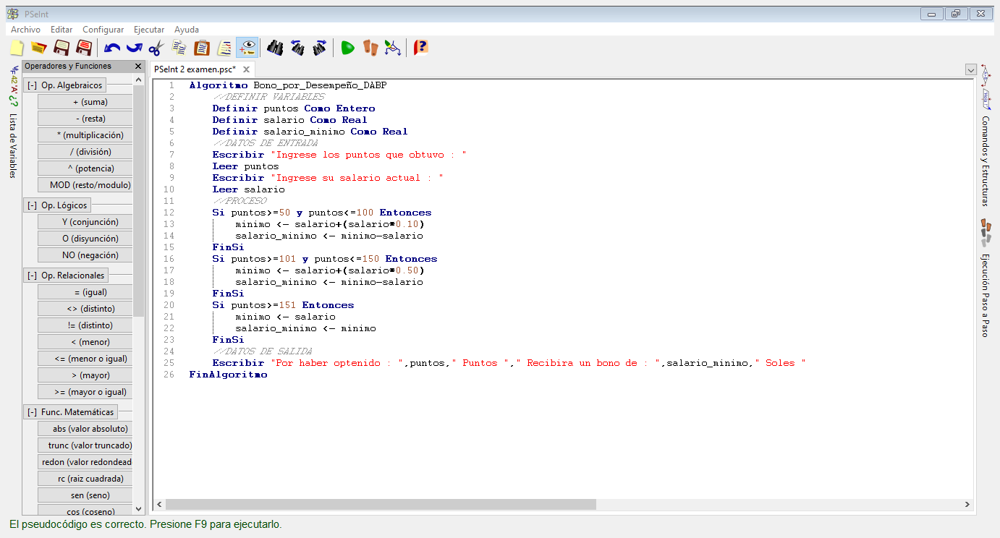 PSeInt
Archivo Editar Configurar Ejecutar Ayuda
Operadores y Funciones
PSeInt 2 examen.psc*
Lista de Variables
[-] Op. Algebraicos
+ (suma)
- (resta)
* (multiplicación)
/ (división)
^ (potencia)
MOD (resto/modulo)
[-] Op. Lógicos
Y (conjunción)
O (disyunción)
NO (negación)
[-] Op. Relacionales
= (igual)
<> (distinto)
!= (distinto)
< (menor)
<= (menor o igual)
> (mayor)
>= (mayor o igual)
[-] Func. Matemáticas
abs (valor absoluto)
trunc (valor truncado)
redon (valor redondead
rc (raiz cuadrada)
sen (seno)
cos (coseno)
1 Algoritmo Bono_por_Desempeño_DABP
2 //DEFINIR VARIABLES
3 Definir puntos Como Entero
4 Definir salario Como Real
5 Definir salario_minimo Como Real
6 //DATOS DE ENTRADA
7 Escribir "Ingrese los puntos que obtuvo : "
8 Leer puntos
9 Escribir "Ingrese su salario actual : "
10 Leer salario
11 //PROCESO
12 Si puntos>=50 y puntos<=100 Entonces
13 minimo <- salario+(salario*0.10)
14 salario_minimo <- minimo-salario
15 FinSi
16 Si puntos>=101 y puntos<=150 Entonces
17 minimo <- salario+(salario*0.50)
18 salario_minimo <- minimo-salario
19 FinSi
20 Si puntos>=151 Entonces
21 minimo <- salario
22 salario_minimo <- minimo
23 FinSi
24 //DATOS DE SALIDA
25 Escribir "Por haber optenido : ",puntos," Puntos "," Recibira un bono de : ",salario_minimo," Soles "
26 FinAlgoritmo
Comandos y Estructuras
Ejecución Paso a Paso
El pseudocódigo es correcto. Presione F9 para ejecutarlo.